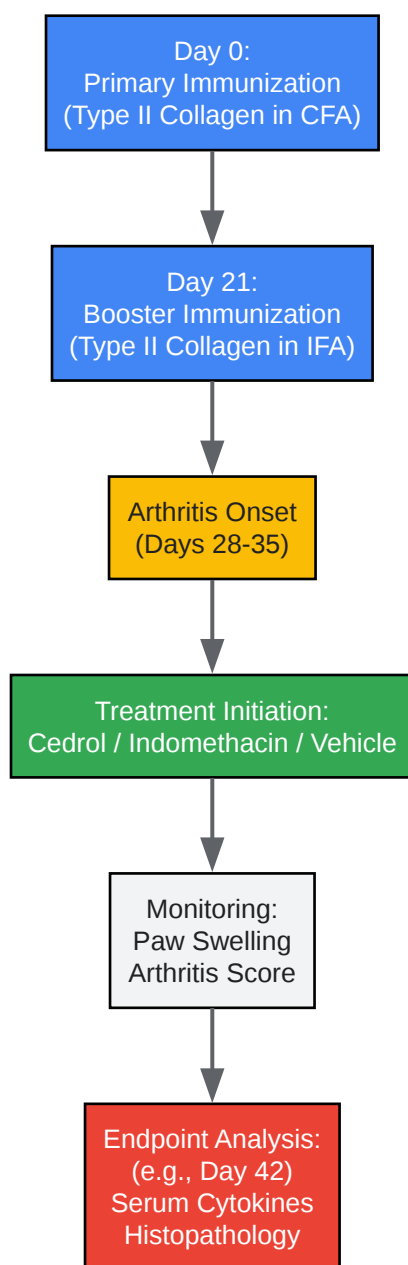 Day 0:
Primary Immunization
(Type II Collagen in CFA)
Day 21:
Booster Immunization
(Type II Collagen in IFA)
Arthritis Onset
(Days 28-35)
Treatment Initiation:
Cedrol / Indomethacin / Vehicle
Monitoring:
Paw Swelling
Arthritis Score
Endpoint Analysis:
(e.g., Day 42)
Serum Cytokines
Histopathology